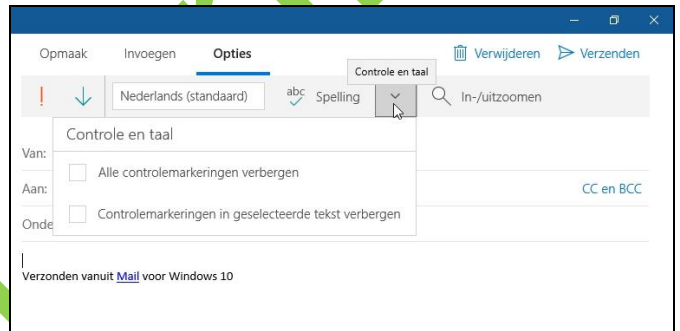 Opmaak Invoegen Opties Verwijderen Verzenden
Controle en taal
Nederlands (standaard) abc Spelling In-/uitzoomen
Controle en taal
Van:
Alle controlemarkeringen verbergen
Aan: CC en BCC
Controlemarkeringen in geselecteerde tekst verbergen
Onde
Verzonden vanuit Mail voor Windows 10